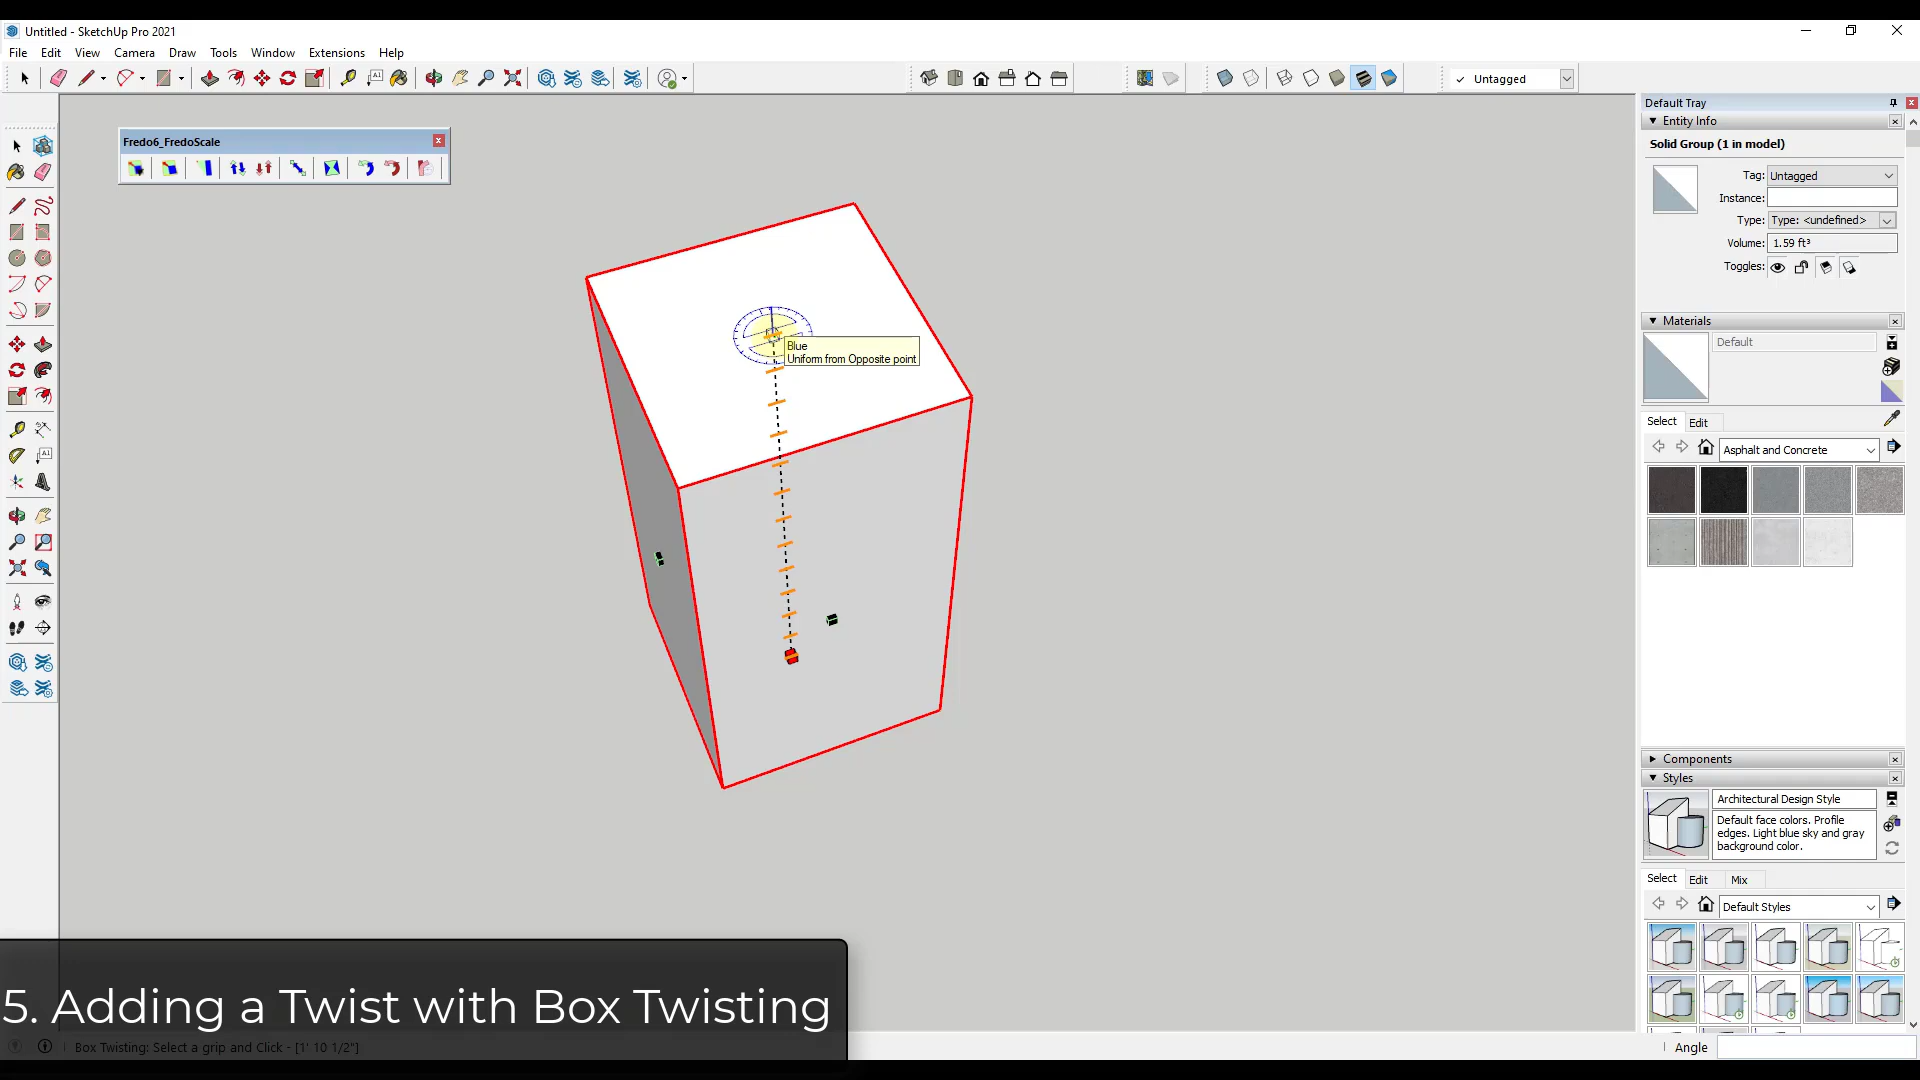 Untitled - SketchUp Pro 2021
File Edit View Camera Draw Tools Window Extensions Help
A1
Untagged
Fredo6_FredoScale
Default Tray
Entity Info
Solid Group (1 in model)
Tag: Untagged
Instance:
Type: Type: <undefined>
Volume: 1.59 ft³
Toggles:
Blue
Uniform from Opposite point
Materials
Default
Select Edit
Asphalt and Concrete
A1
Components
Styles
Architectural Design Style
Default face colors. Profile
edges. Light blue sky and gray
background color.
Select Edit Mix
Default Styles
5. Adding a Twist with Box Twisting
Box Twisting: Select a grip and Click - [1' 10 1/2"]
Angle